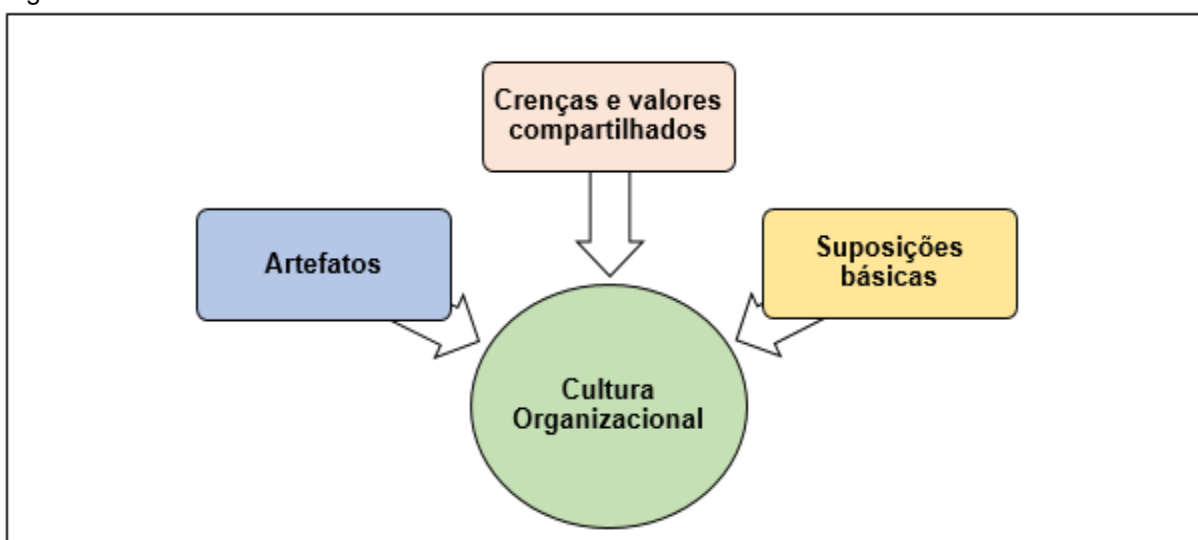 Crenças e valores
compartilhados
Artefatos
Suposições
básicas
Cultura
Organizacional